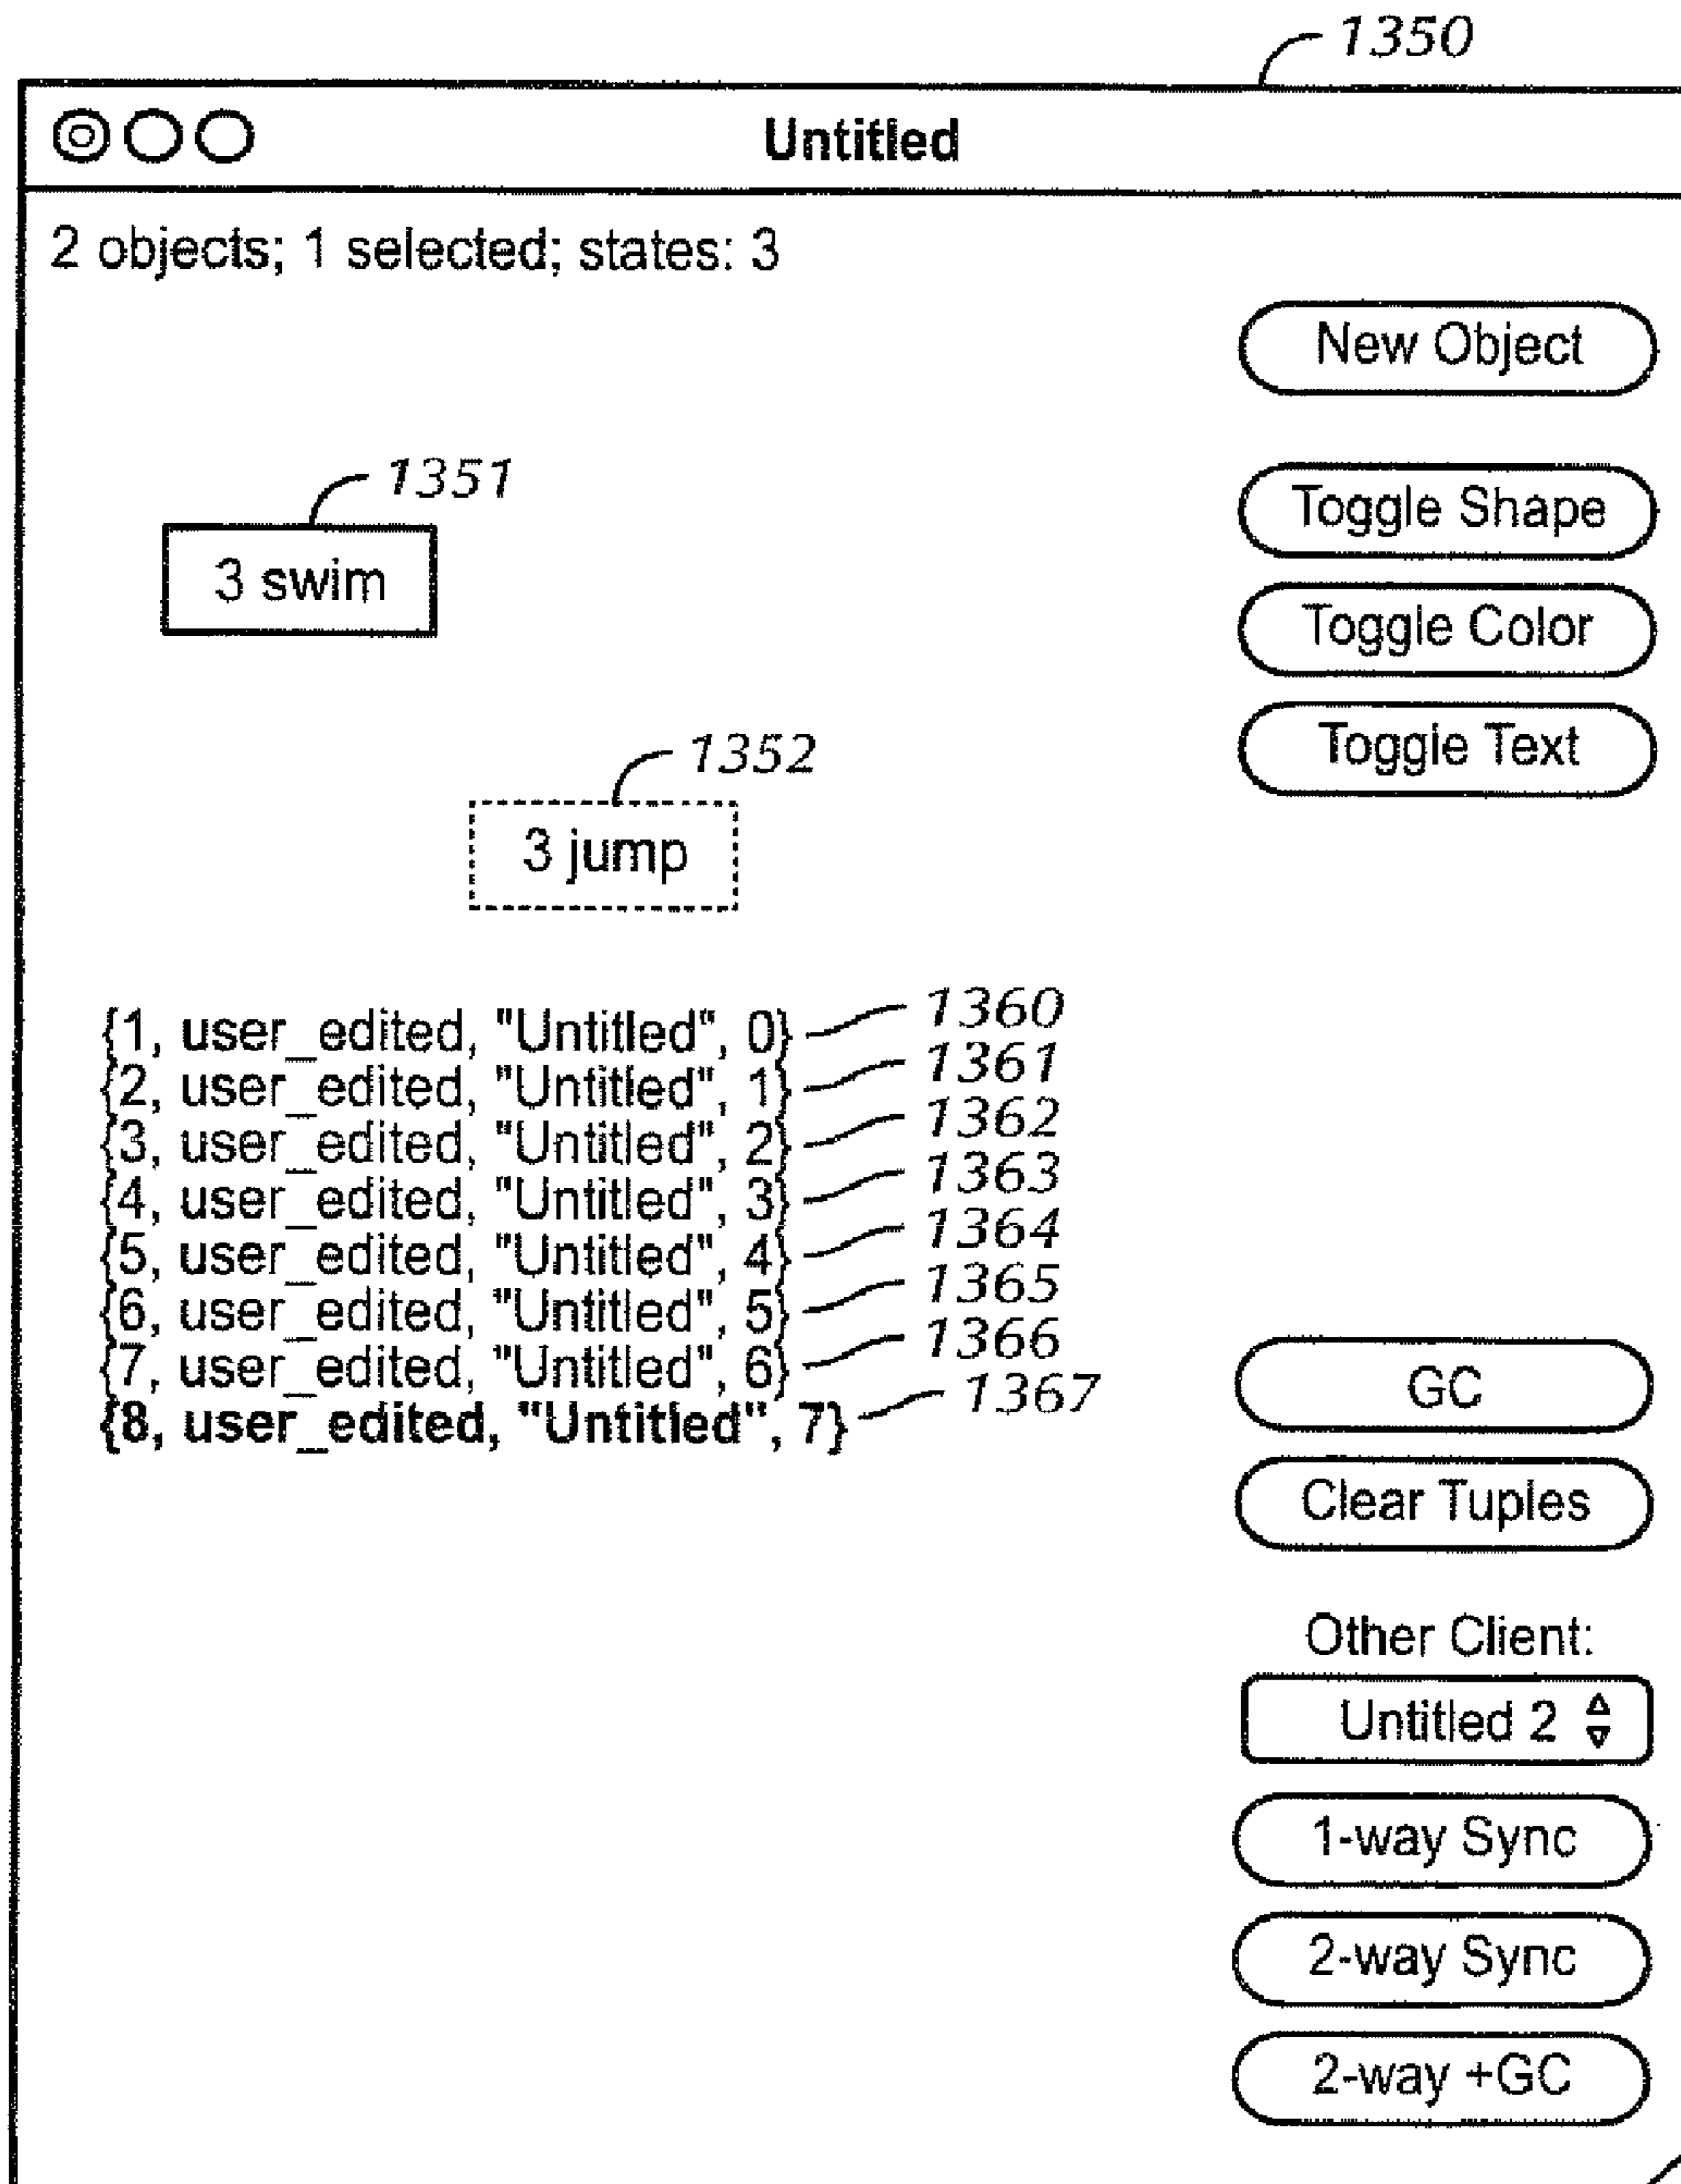 1350
Untitled
2 objects; 1 selected; states: 3
New Object
1351
3 swim
Toggle Shape
Toggle Color
1352
Toggle Text
3 jump
{1, user_edited, "Untitled", 0} 1360
{2, user_edited, "Untitled", 1} 1361
{3, user_edited, "Untitled", 2} 1362
{4, user_edited, "Untitled", 3} 1363
{5, user_edited, "Untitled", 4} 1364
{6, user_edited, "Untitled", 5} 1365
{7, user_edited, "Untitled", 6} 1366
{8, user_edited, "Untitled", 7} 1367
GC
Clear Tuples
Other Client:
Untitled 2
1-way Sync
2-way Sync
2-way +GC